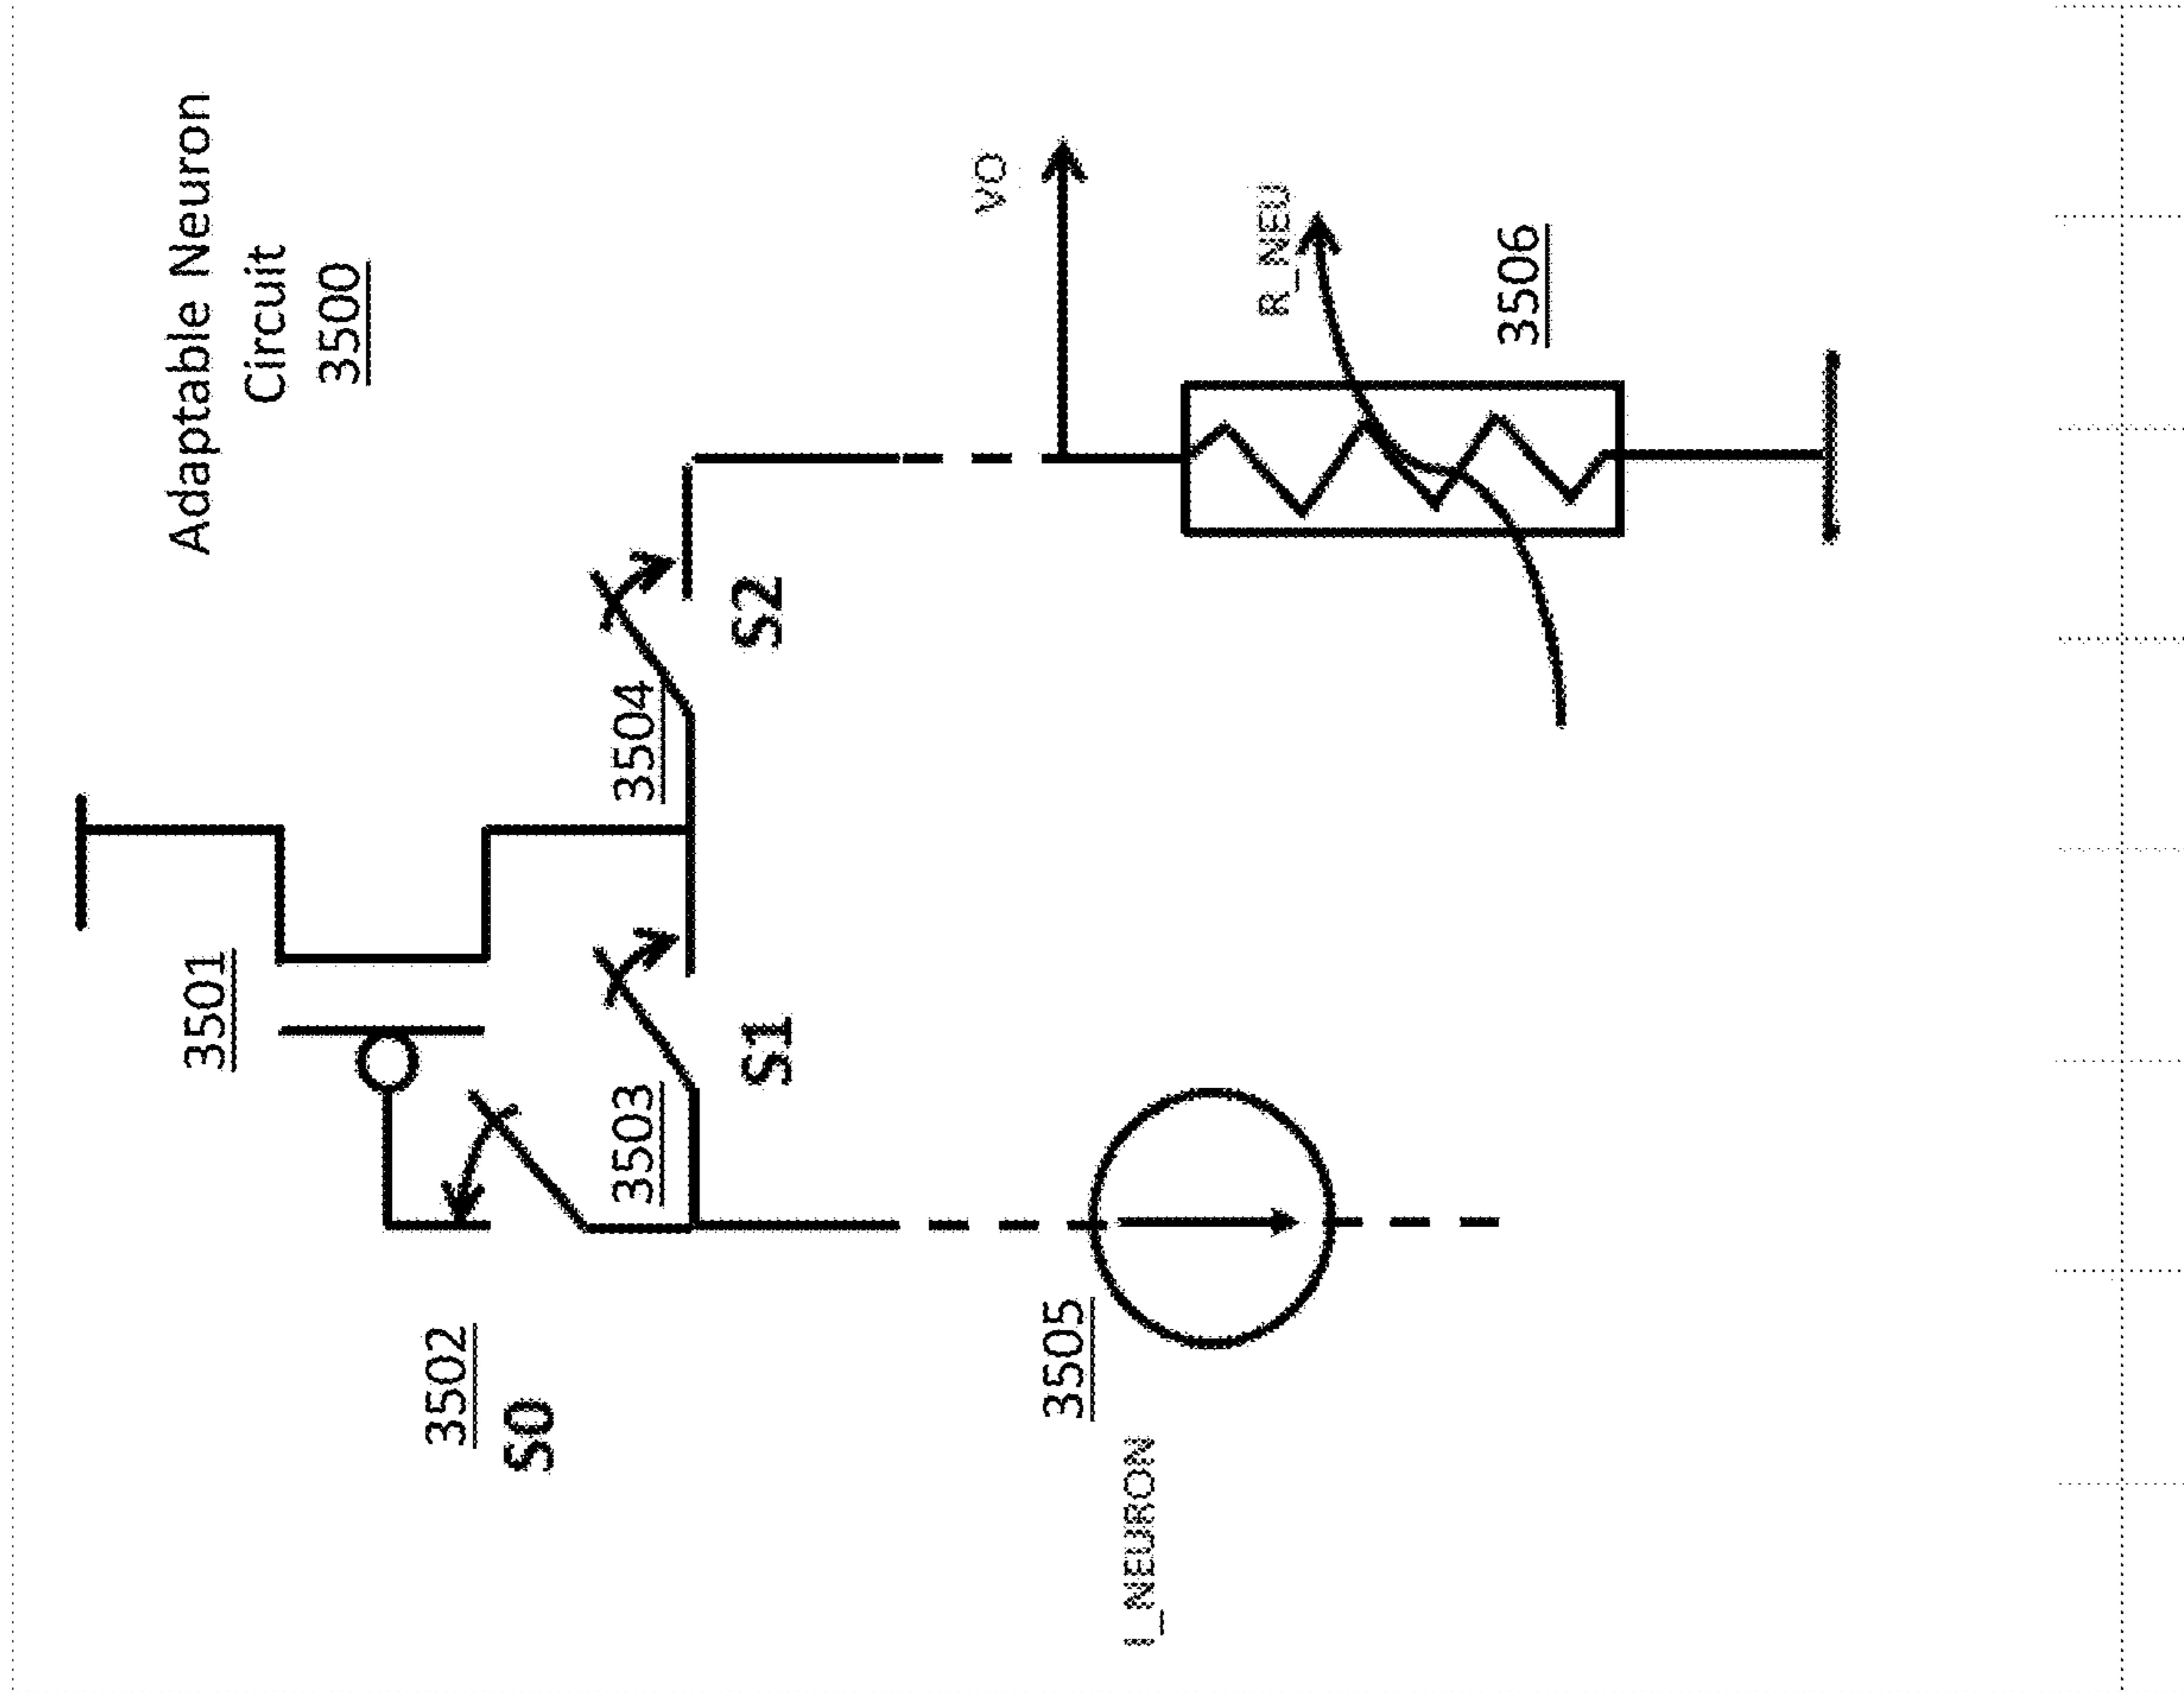 Adaptable Neuron
Circuit
3500
3501
3502
S0
3503
S1
3504
S2
3505
I_NEURON
VO
R_NEU
3506